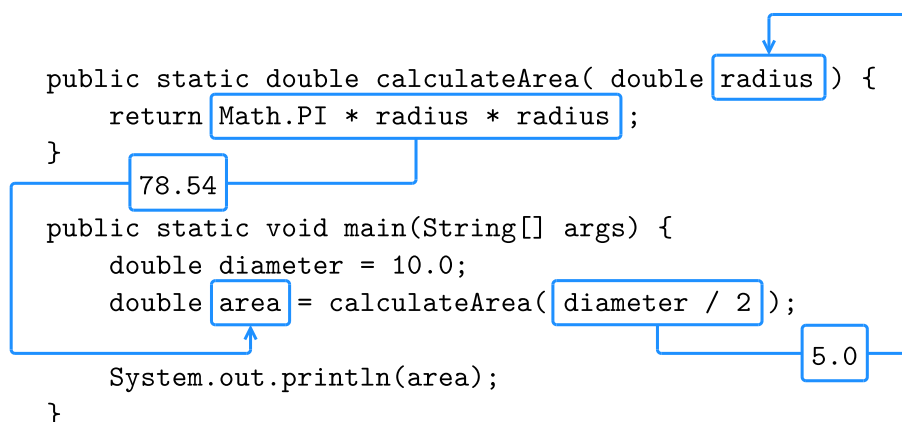 public static double calculateArea( double radius ) {
    return Math.PI * radius * radius ;
}
78.54
public static void main(String[] args) {
    double diameter = 10.0;
    double area = calculateArea( diameter / 2 );
5.0
    System.out.println(area);
}